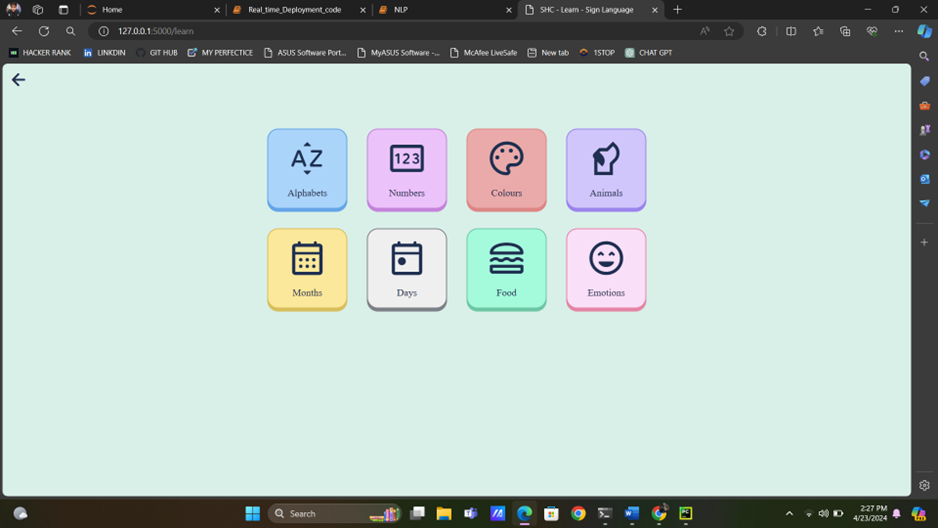 Home
Real_time_Deployment_code
NLP
SHC - Learn - Sign Language
127.0.0.1:5000/learn
HACKER RANK
LINKDIN
GIT HUB
MY PERFECTICE
ASUS Software Port...
MyASUS Software -...
McAfee LiveSafe
New tab
1STOP
CHAT GPT
AZ
123
Alphabets
Numbers
Colours
Animals
Months
Days
Food
Emotions
Search
2:27 PM
4/23/2024